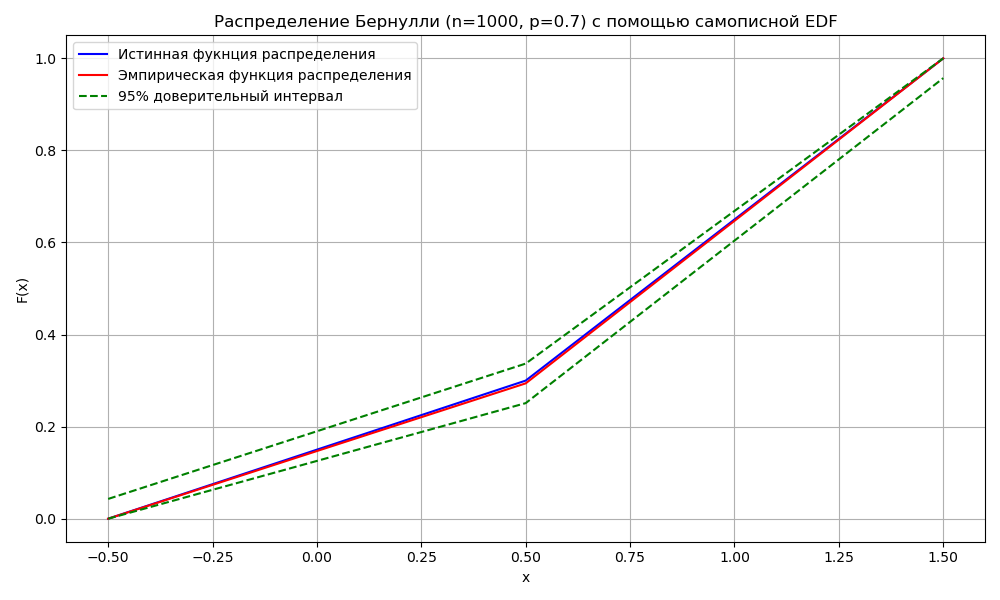 Распределение Бернулли (n=1000, p=0.7) с помощью самописной EDF
Истинная фукнция распределения
Эмпирическая функция распределения
95% доверительный интервал
1.0
0.8
0.6
0.4
0.2
0.0
F(x)
−0.50 −0.25 0.00 0.25 0.50 0.75 1.00 1.25 1.50
x